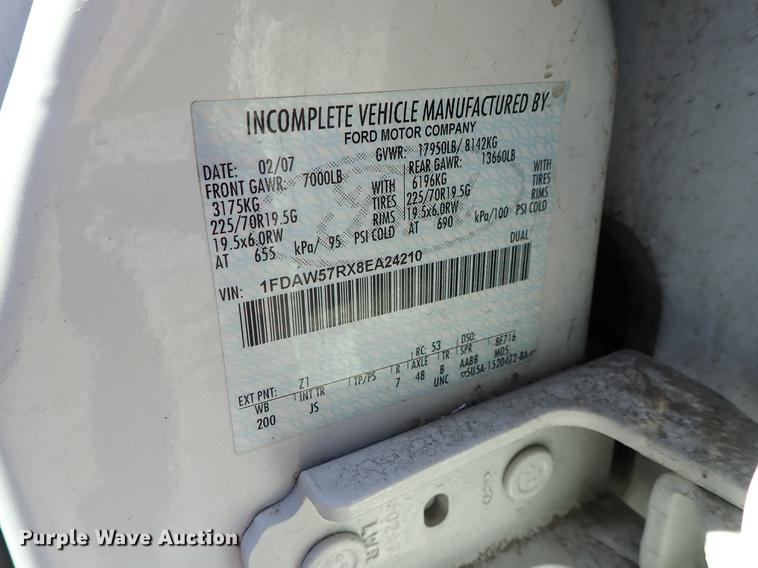 INCOMPLETE VEHICLE MANUFACTURED BY
FORD MOTOR COMPANY
DATE: 02/07 GVWR: 17950LB/ 8142KG
FRONT GAWR: 7000LB REAR GAWR: 13660LB
3175KG WITH 6196KG WITH
225/70R19.5G TIRES 225/70R19.5G TIRES
19.5x6.0RW RIMS 19.5x6.0RW RIMS
AT 655 kPa/ 95 PSI COLD AT 690 kPa/100 PSI COLD
DUAL
VIN: 1FDAW57RX8EA24210
EXT PNT: Z1 RC: 53 DSO:
WB INT TR TP/PS R AXLE TR SPR BF716
200 JS 7 4B B AABB MDS
UNC
LWR
Purple Wave Auction